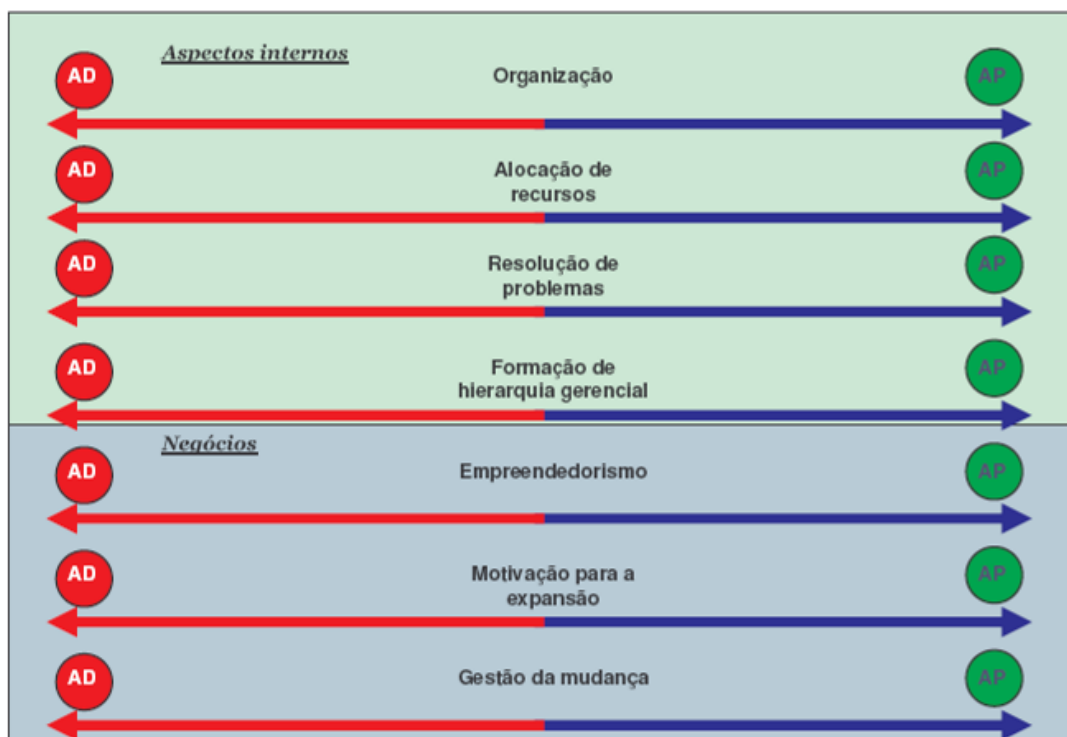 Aspectos internos
AD
Organização
AP
AD
Alocação de
recursos
AP
AD
Resolução de
problemas
AP
AD
Formação de
hierarquia gerencial
AP
Negócios
AD
Empreendedorismo
AP
AD
Motivação para a
expansão
AP
AD
Gestão da mudança
AP